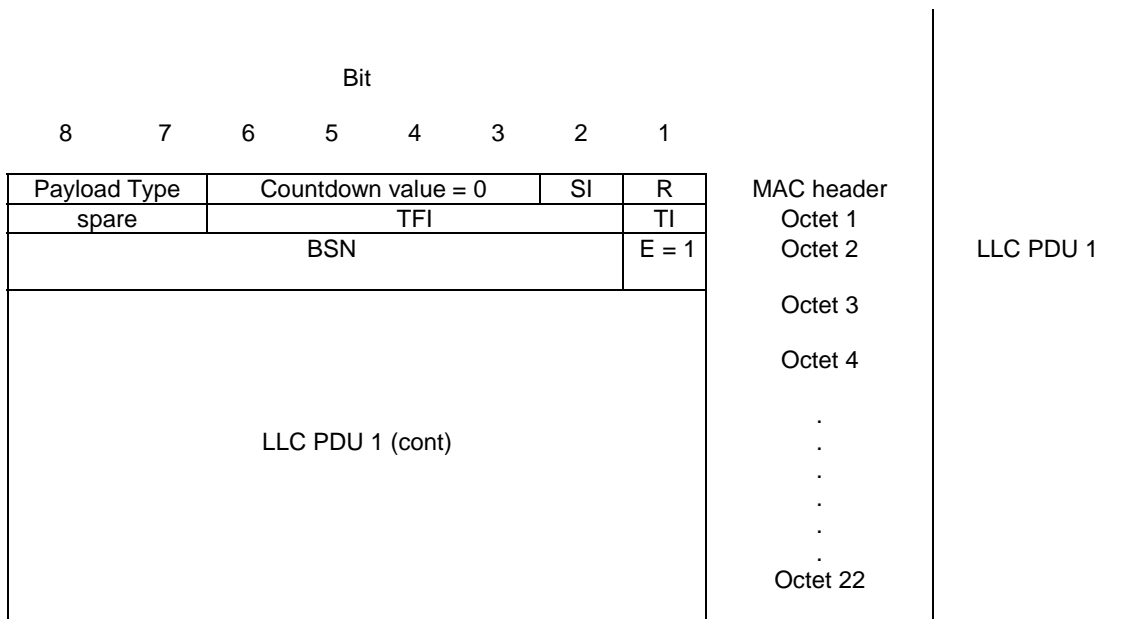 Bit
8 7 6 5 4 3 2 1
Payload Type Countdown value = 0 SI R MAC header
spare TFI TI Octet 1
BSN E = 1 Octet 2 LLC PDU 1
Octet 3
Octet 4
.
LLC PDU 1 (cont) .
.
.
.
.
Octet 22